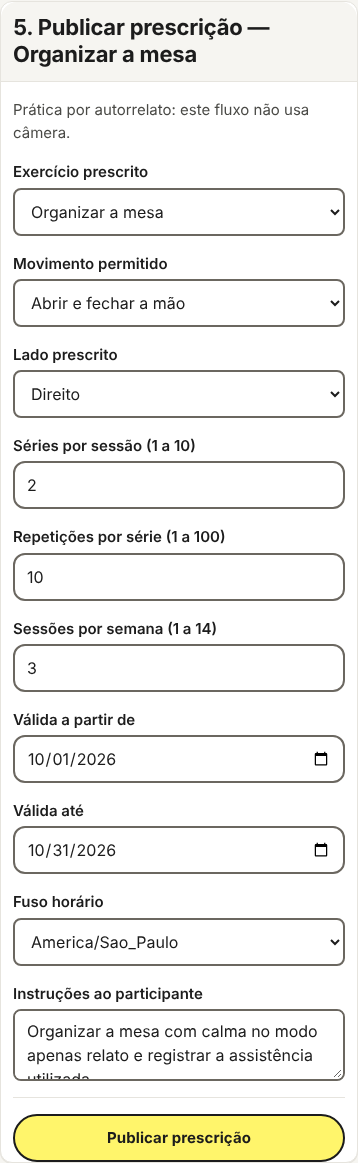 5. Publicar prescrição —
Organizar a mesa
Prática por autorrelato: este fluxo não usa
câmera.
Exercício prescrito
Organizar a mesa
Movimento permitido
Abrir e fechar a mão
Lado prescrito
Direito
Séries por sessão (1 a 10)
2
Repetições por série (1 a 100)
10
Sessões por semana (1 a 14)
3
Válida a partir de
10/01/2026
Válida até
10/31/2026
Fuso horário
America/Sao_Paulo
Instruções ao participante
Organizar a mesa com calma no modo
apenas relato e registrar a assistência
utilizada
Publicar prescrição